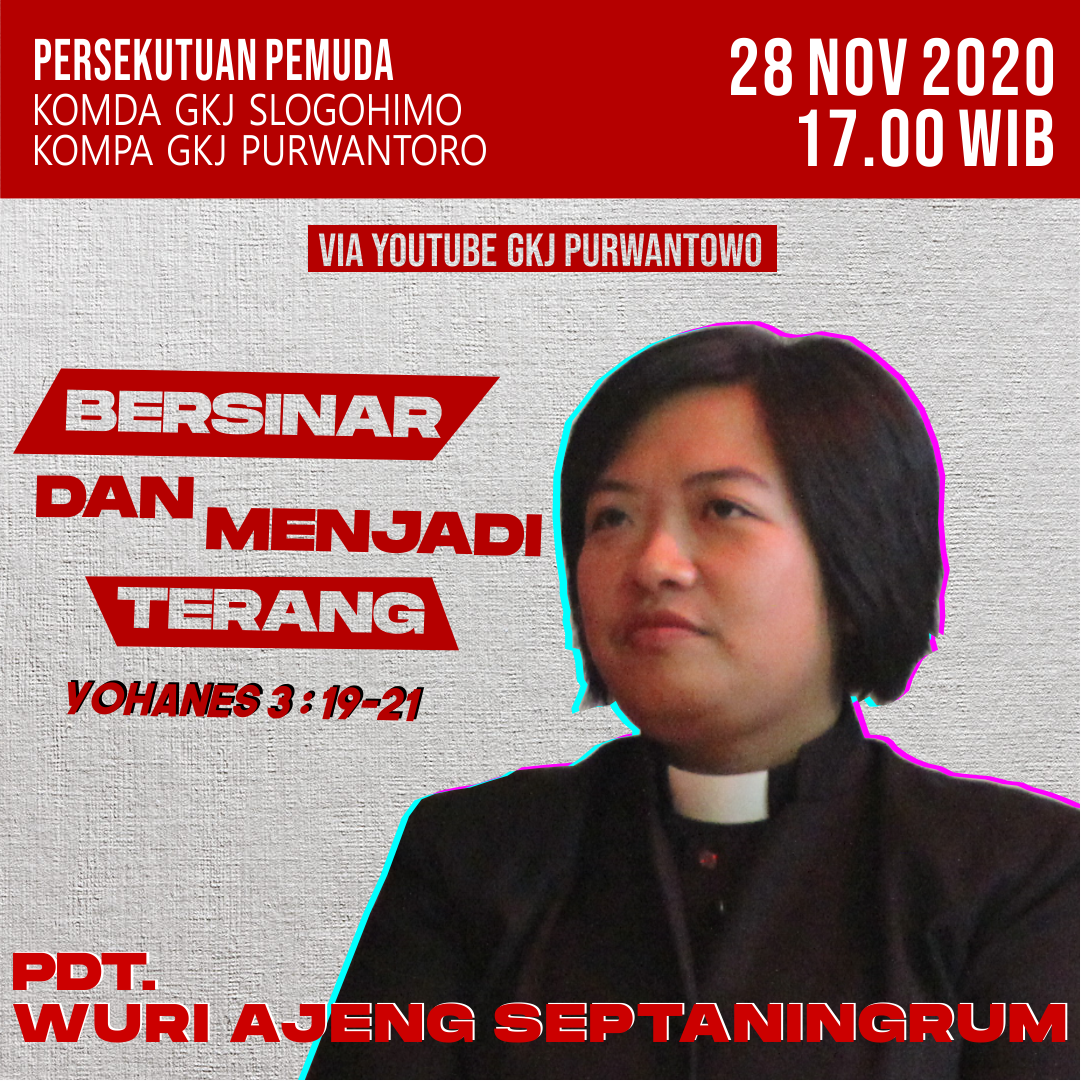 PERSEKUTUAN PEMUDA
KOMDA GKJ SLOGOHIMO
KOMPA GKJ PURWANTORO
28 NOV 2020
17.00 WIB
VIA YOUTUBE GKJ PURWANTOWO
BERSINAR
DAN MENJADI
TERANG
YOHANES 3 : 19-21
PDT.
WURI AJENG SEPTANINGRUM